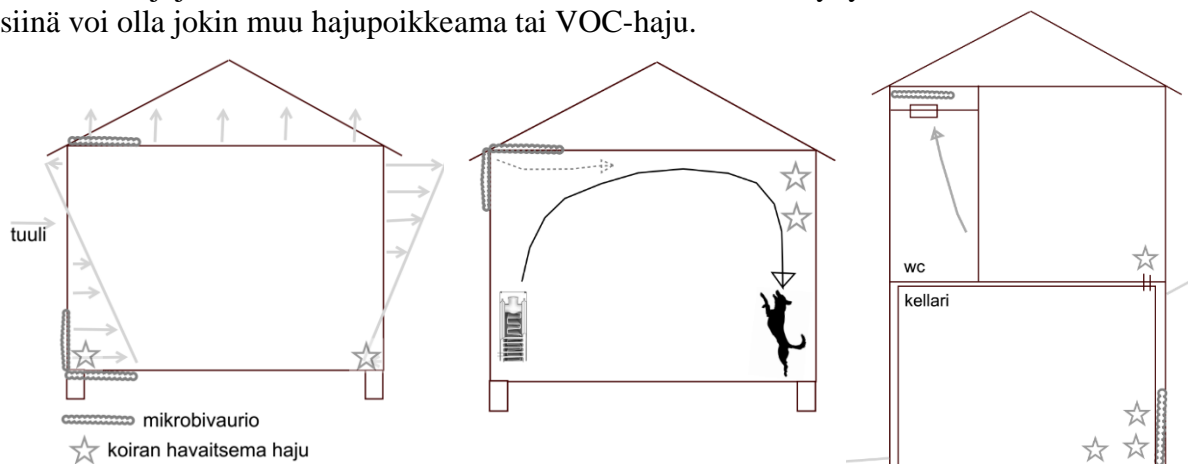 siinä voi olla jokin muu hajupoikkeama tai VOC-haju.
tuuli
mikrobivaurio
koiran havaitsema haju
wc
kellari